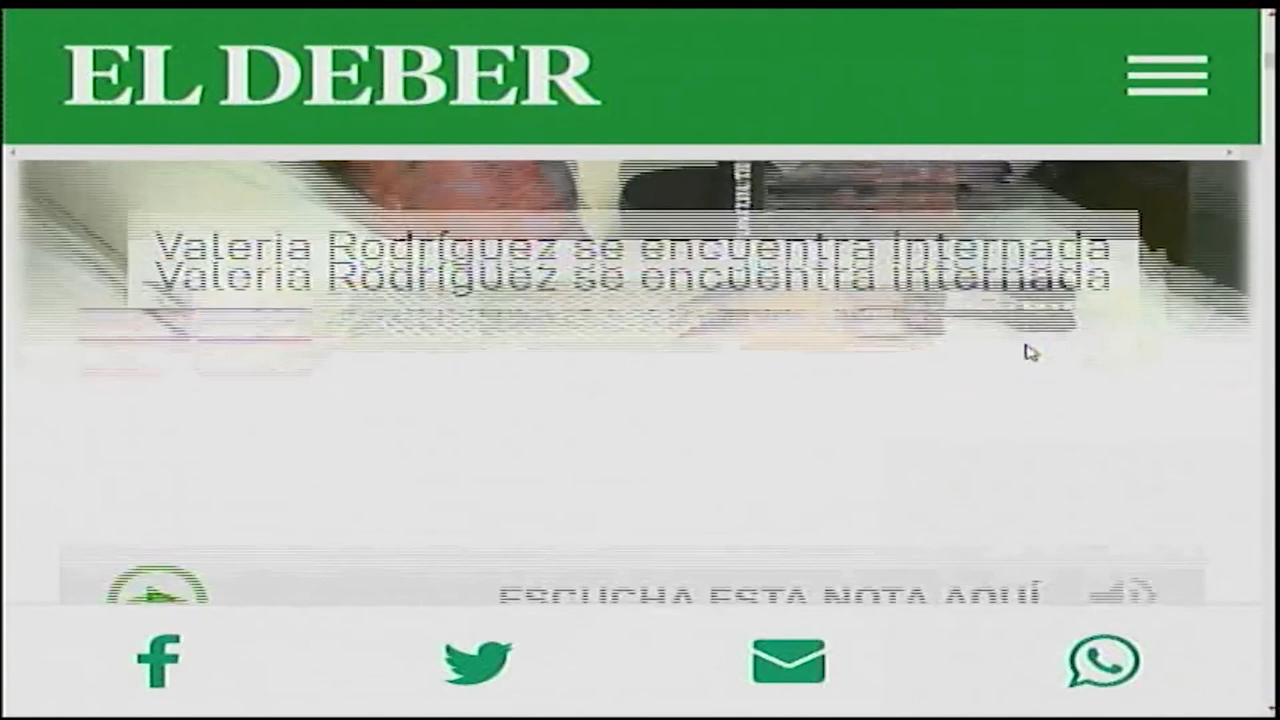 EL DEBER
Valeria Rodríguez se encuentra internada
Valeria Rodríguez se encuentra internada
ESCUCHA ESTA NOTA AQUÍ